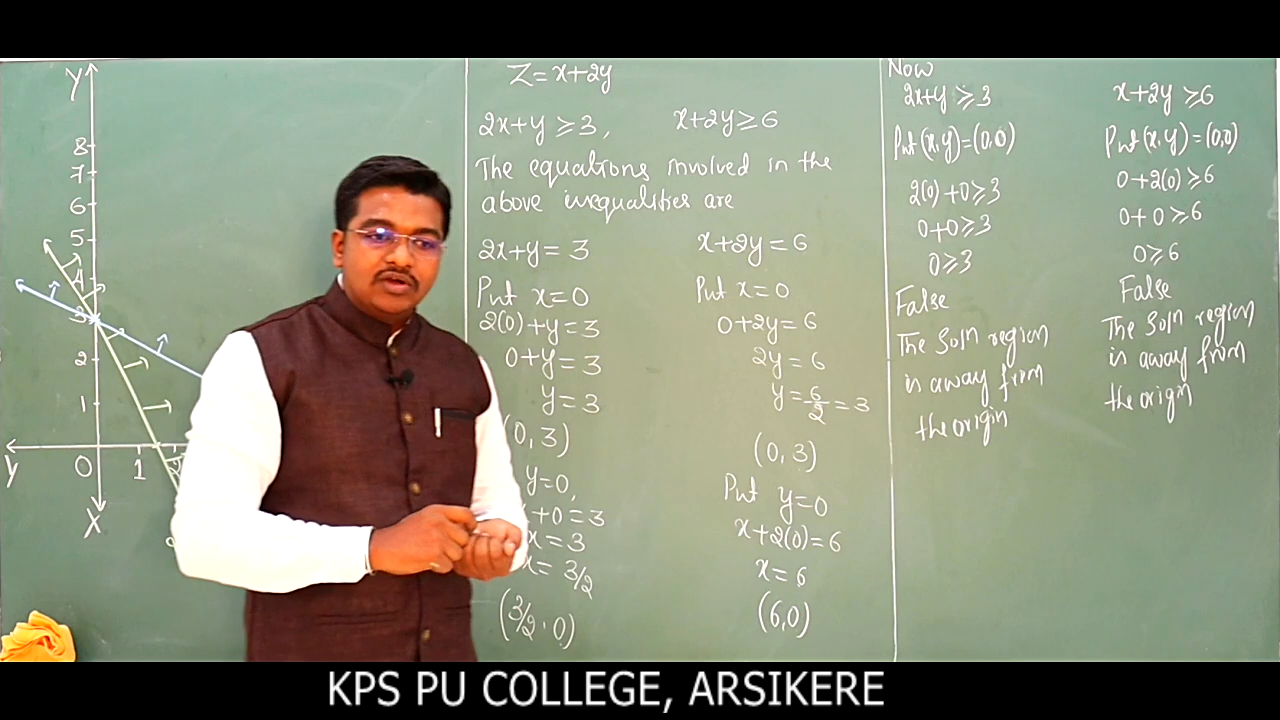 Y
8
7
6
5
4
3
2
1
Y
0
1
X
Z=x+2y
2x+y ≥ 3, x+2y ≥ 6
The equations involved in the
above inequalities are
2x+y = 3
Put x=0
2(0)+y = 3
0+y = 3
y = 3
(0, 3)
y=0,
+0 = 3
x = 3
x = 3/2
(3/2, 0)
x+2y = 6
Put x=0
0+2y = 6
2y = 6
y = 6/2 = 3
(0, 3)
Put y=0
x+2(0) = 6
x = 6
(6,0)
Now
2x+y ≥ 3
Put (x,y)=(0,0)
2(0)+0 ≥ 3
0+0 ≥ 3
0 ≥ 3
False
The Soln region
is away from
the origin
x+2y ≥ 6
Put (x,y)=(0,0)
0+2(0) ≥ 6
0+0 ≥ 6
0 ≥ 6
False
The Soln region
is away from
the origin
KPS PU COLLEGE, ARSIKERE